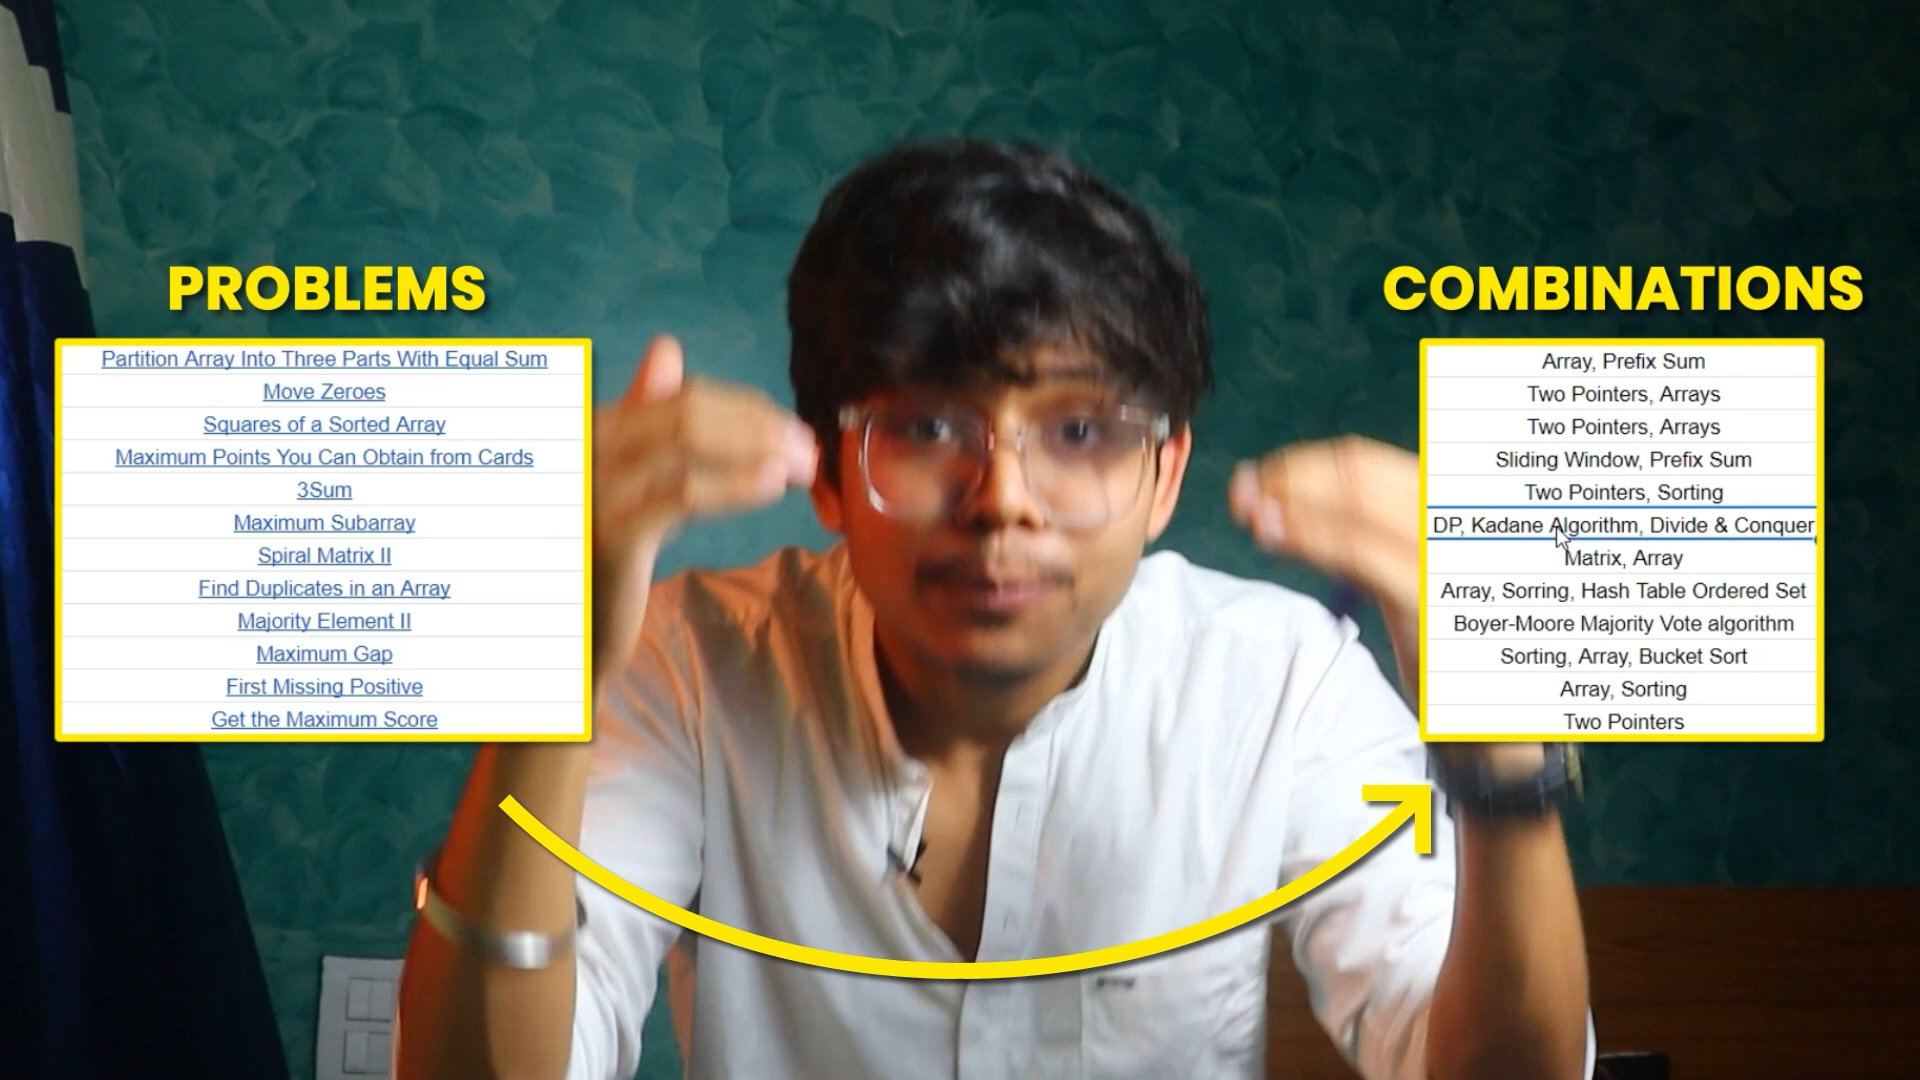 PROBLEMS
Partition Array Into Three Parts With Equal Sum
Move Zeroes
Squares of a Sorted Array
Maximum Points You Can Obtain from Cards
3Sum
Maximum Subarray
Spiral Matrix II
Find Duplicates in an Array
Majority Element II
Maximum Gap
First Missing Positive
Get the Maximum Score
COMBINATIONS
Array, Prefix Sum
Two Pointers, Arrays
Two Pointers, Arrays
Sliding Window, Prefix Sum
Two Pointers, Sorting
DP, Kadane Algorithm, Divide & Conquer
Matrix, Array
Array, Sorring, Hash Table Ordered Set
Boyer-Moore Majority Vote algorithm
Sorting, Array, Bucket Sort
Array, Sorting
Two Pointers